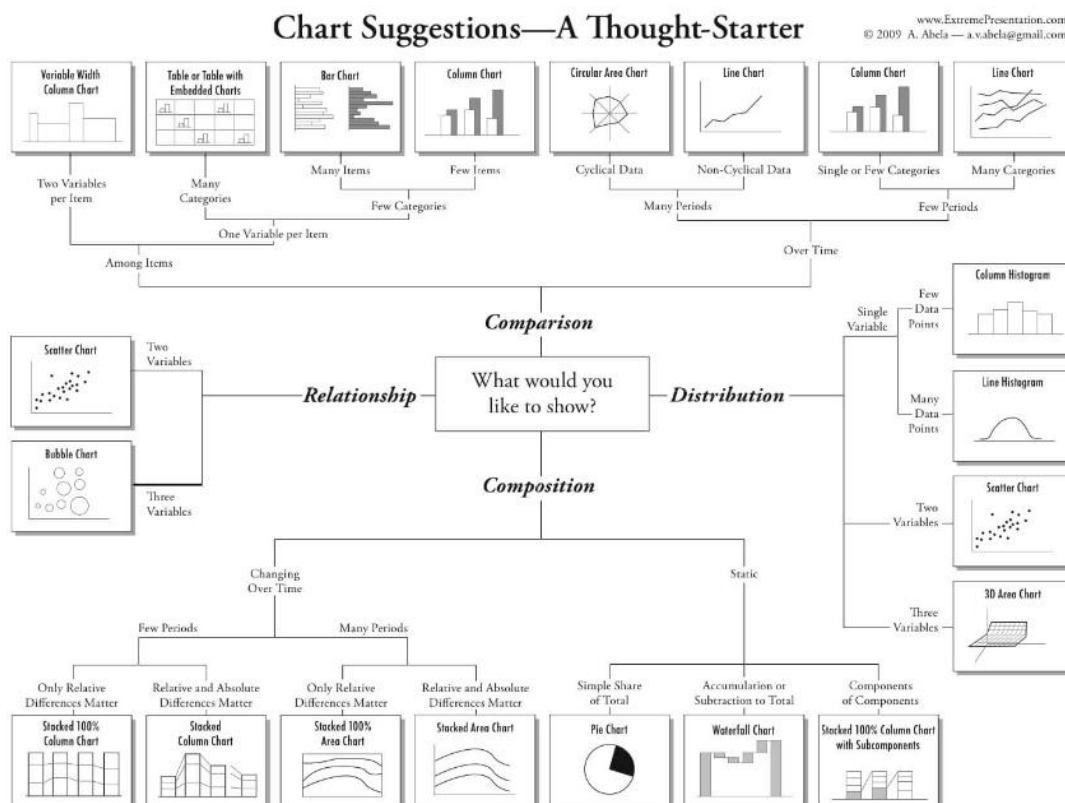 Chart Suggestions—A Thought-Starter
www.ExtremePresentation.com
© 2009 A. Abela — a.v.abela@gmail.com
Variable Width
Column Chart
Table or Table with
Embedded Charts
Bar Chart
Column Chart
Circular Area Chart
Line Chart
Column Chart
Line Chart
Two Variables
per Item
Many
Categories
Many Items
Few Items
Cyclical Data
Non-Cyclical Data
Single or Few Categories
Many Categories
Few Categories
Many Periods
Few Periods
One Variable per Item
Among Items
Over Time
Comparison
What would you
like to show?
Relationship
Two
Variables
Scatter Chart
Three
Variables
Bubble Chart
Distribution
Single
Variable
Few
Data
Points
Column Histogram
Many
Data
Points
Line Histogram
Two
Variables
Scatter Chart
Three
Variables
3D Area Chart
Composition
Changing
Over Time
Static
Few Periods
Many Periods
Only Relative
Differences Matter
Relative and Absolute
Differences Matter
Only Relative
Differences Matter
Relative and Absolute
Differences Matter
Simple Share
of Total
Accumulation or
Subtraction to Total
Components
of Components
Stacked 100%
Column Chart
Stacked
Column Chart
Stacked 100%
Area Chart
Stacked Area Chart
Pie Chart
Waterfall Chart
Stacked 100% Column Chart
with Subcomponents